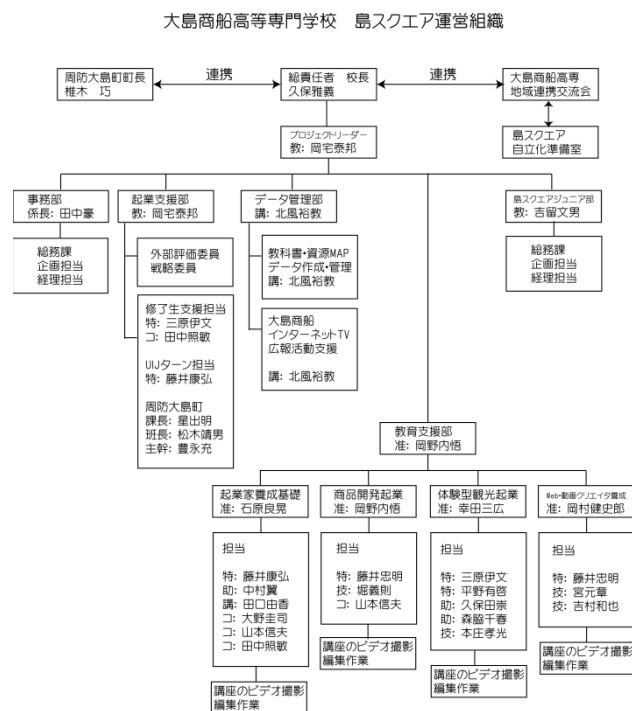 大島商船高等専門学校 島スクエア運営組織
周防大島町町長
椎木 巧
連携
総責任者 校長
久保雅義
連携
大島商船高専
地域連携交流会
プロジェクトリーダー
教: 岡宅泰邦
島スクエア
自立化準備室
事務部
係長: 田中豪
総務課
企画担当
経理担当
起業支援部
教: 岡宅泰邦
外部評価委員
戦略委員
修了生支援担当
特: 三原伊文
コ: 田中照敏
UIJターン担当
特: 藤井康弘
周防大島町
課長: 星出明
班長: 松木靖男
主幹: 豊永充
データ管理部
講: 北風裕教
教科書・資源MAP
データ作成・管理
講: 北風裕教
大島商船
インターネットTV
広報活動支援
講: 北風裕教
島スクエアジュニア部
教: 吉留文男
総務課
企画担当
経理担当
教育支援部
准: 岡野内悟
起業家養成基礎
准: 石原良晃
担当
特: 藤井康弘
助: 中村翼
講: 田口由香
コ: 大野圭司
コ: 山本信夫
コ: 田中照敏
講座のビデオ撮影
編集作業
商品開発起業
准: 岡野内悟
担当
特: 藤井忠明
技: 堀義則
コ: 山本信夫
講座のビデオ撮影
編集作業
体験型観光起業
准: 幸田三広
担当
特: 三原伊文
特: 平野有啓
助: 久保田崇
助: 森脇千春
技: 本庄孝光
講座のビデオ撮影
編集作業
Web・動画クリエイタ養成
准: 岡村健史郎
担当
特: 藤井忠明
技: 宮元章
技: 吉村和也
講座のビデオ撮影
編集作業